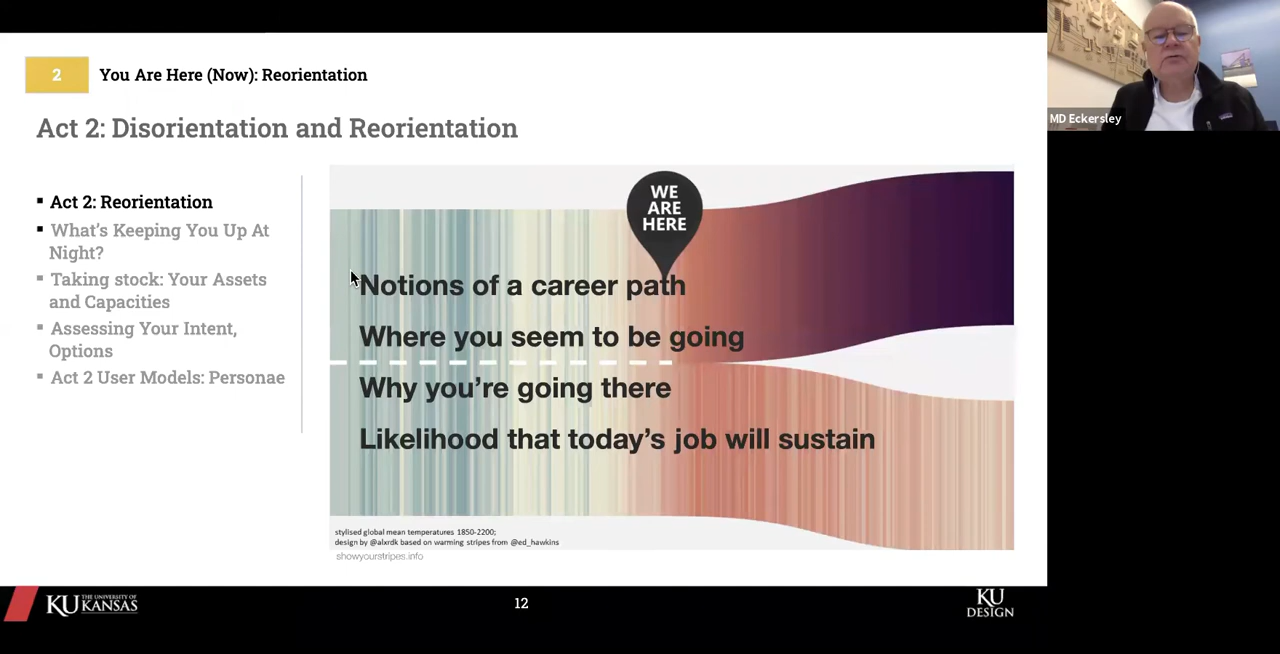 2
You Are Here (Now): Reorientation
Act 2: Disorientation and Reorientation
Act 2: Reorientation
What's Keeping You Up At
Night?
Taking stock: Your Assets
and Capacities
Assessing Your Intent,
Options
Act 2 User Models: Personae
WE
ARE
HERE
Notions of a career path
Where you seem to be going
Why you're going there
Likelihood that today's job will sustain
stylised global mean temperatures 1850-2200;
design by @alxrdk based on warming stripes from @ed_hawkins
showyourstripes.info
KU THE UNIVERSITY OF
KANSAS
12
KU
DESIGN
MD Eckersley